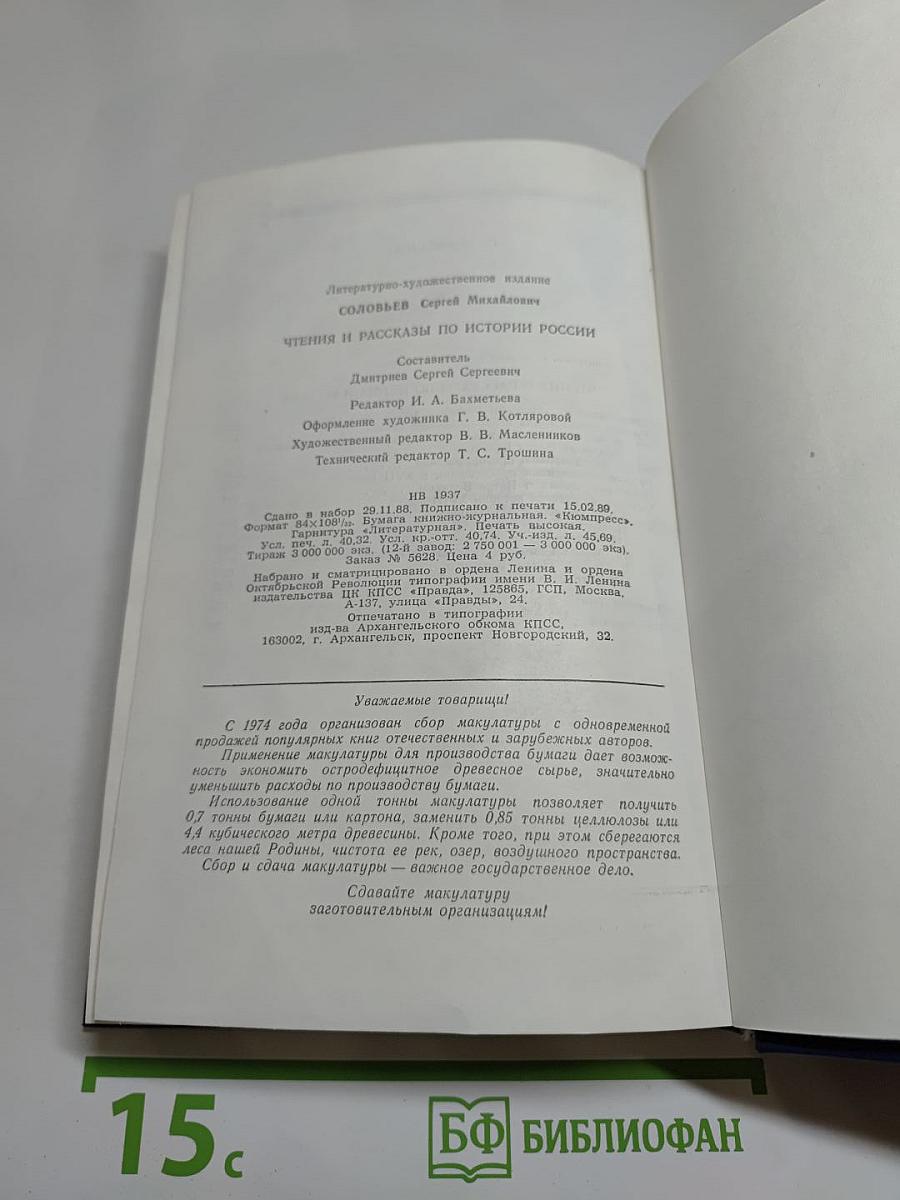 Литературно-художественное издание
СОЛОВЬЕВ Сергей Михайлович
ЧТЕНИЯ И РАССКАЗЫ ПО ИСТОРИИ РОССИИ
Составитель
Дмитриев Сергей Сергеевич
Редактор И. А. Бахметьева
Оформление художника Г. В. Котляровой
Художественный редактор В. В. Масленников
Технический редактор Т. С. Трошина
ИВ 1937
Сдано в набор 29.11.88. Подписано к печати 15.02.89.
Формат 84×108¹/₃₂. Бумага книжно-журнальная. «Кюмпресс».
Гарнитура «Литературная». Печать высокая.
Усл. печ. л. 40,32. Усл. кр.-отт. 40,74. Уч.-изд. л. 45,69.
Тираж 3 000 000 экз. (12-й завод: 2 750 001 — 3 000 000 экз).
Заказ № 5628. Цена 4 руб.
Набрано и сматрицировано в ордена Ленина и ордена
Октябрьской Революции типографии имени В. И. Ленина
издательства ЦК КПСС «Правда», 125865, ГСП, Москва,
А-137, улица «Правды», 24.
Отпечатано в типографии
изд-ва Архангельского обкома КПСС,
163002, г. Архангельск, проспект Новгородский, 32.
Уважаемые товарищи!
С 1974 года организован сбор макулатуры с одновременной
продажей популярных книг отечественных и зарубежных авторов.
Применение макулатуры для производства бумаги дает возмож-
ность экономить остродефицитное древесное сырье, значительно
уменьшить расходы по производству бумаги.
Использование одной тонны макулатуры позволяет получить
0,7 тонны бумаги или картона, заменить 0,85 тонны целлюлозы или
4,4 кубического метра древесины. Кроме того, при этом сберегаются
леса нашей Родины, чистота ее рек, озер, воздушного пространства.
Сбор и сдача макулатуры — важное государственное дело.
Сдавайте макулатуру
заготовительным организациям!
15 с
БФ БИБЛИОФАН